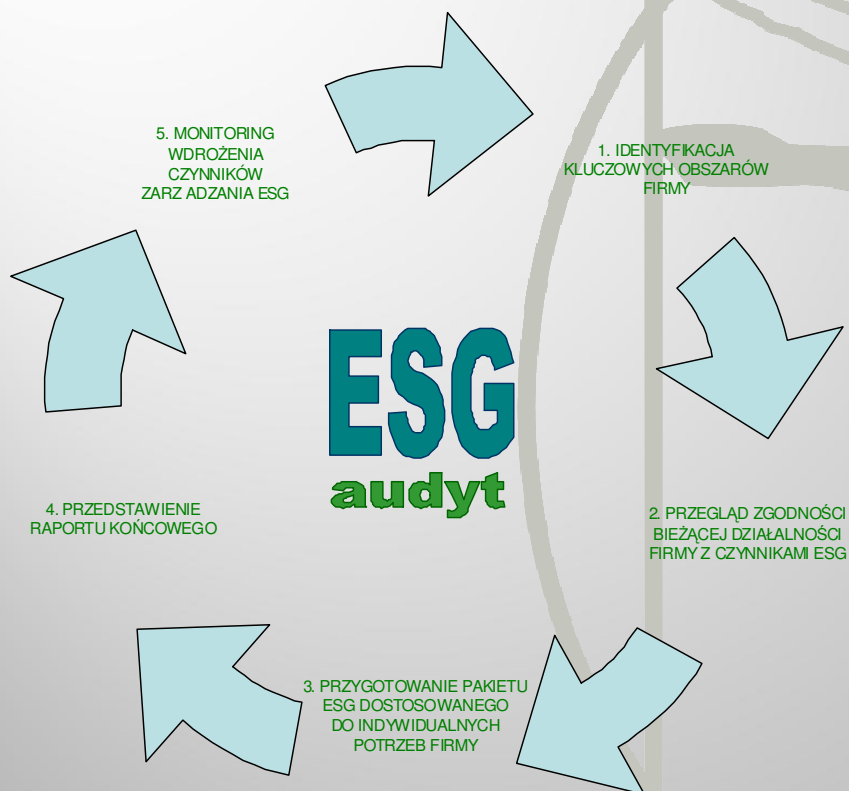 5. MONITORING
WDROŻENIA
CZYNNIKÓW
ZARZ ADZANIA ESG
1. IDENTYFIKACJA
KLUCZOWYCH OBSZARÓW
FIRMY
ESG
audyt
4. PRZEDSTAWIENIE
RAPORTU KOŃCOWEGO
2. PRZEGLĄD ZGODNOŚCI
BIEŻĄCEJ DZIAŁALNOŚCI
FIRMY Z CZYNNIKAMI ESG
3. PRZYGOTOWANIE PAKIETU
ESG DOSTOSOWANEGO
DO INDYWIDUALNYCH
POTRZEB FIRMY